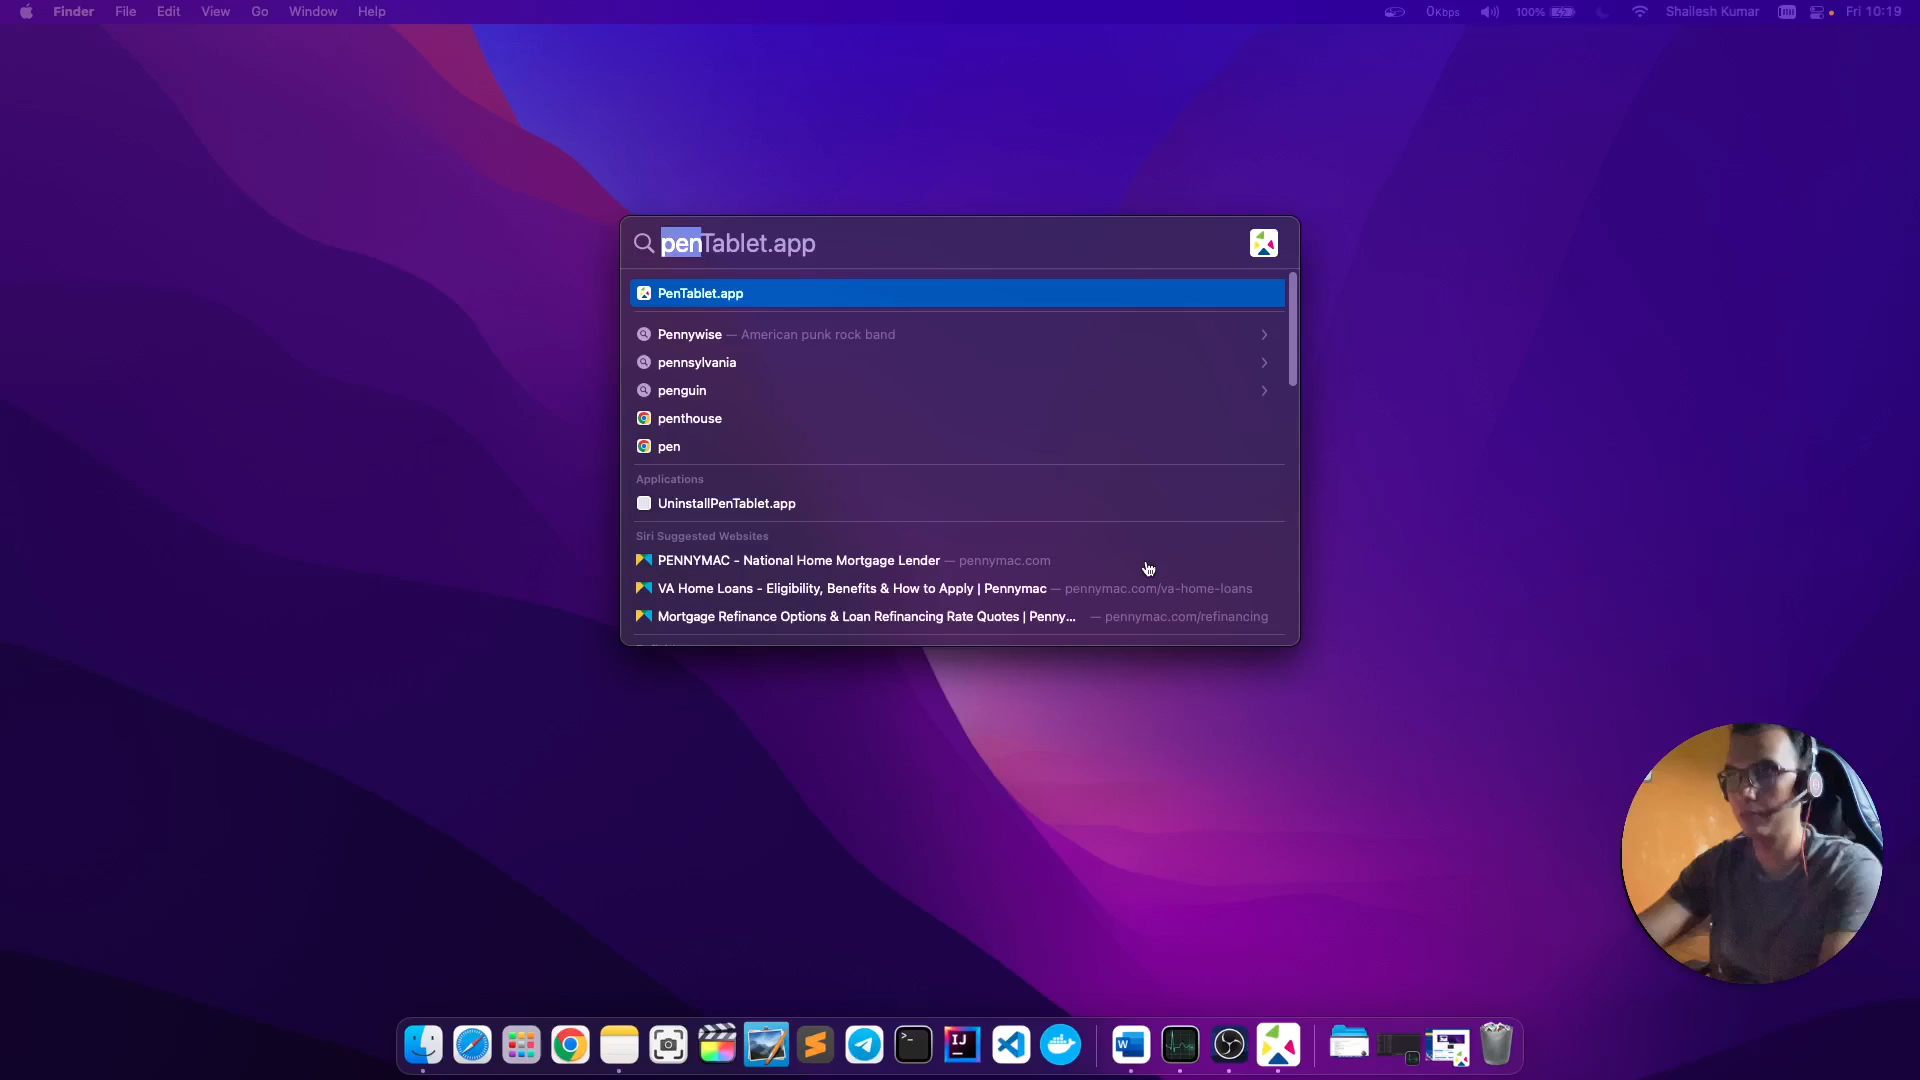 Finder File Edit View Go Window Help 0Kbps 100% Shailesh Kumar Fri 10:19
penTablet.app
PenTablet.app
Pennywise — American punk rock band
pennsylvania
penguin
penthouse
pen
Applications
UninstallPenTablet.app
Siri Suggested Websites
PENNYMAC - National Home Mortgage Lender — pennymac.com
VA Home Loans - Eligibility, Benefits & How to Apply | Pennymac — pennymac.com/va-home-loans
Mortgage Refinance Options & Loan Refinancing Rate Quotes | Penny... — pennymac.com/refinancing
IJ